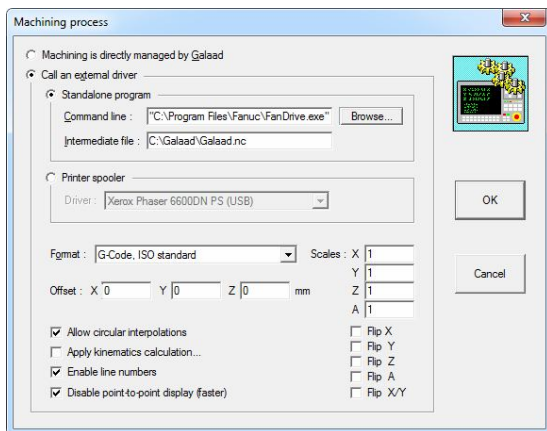 Machining process
Machining is directly managed by Galaad
Call an external driver
Standalone program
Command line : "C:\Program Files\Fanuc\FanDrive.exe" Browse...
Intermediate file : C:\Galaad\Galaad.nc
Printer spooler
Driver : Xerox Phaser 6600DN PS (USB)
OK
Format : G-Code, ISO standard Scales : X 1
Y 1
Offset : X 0 Y 0 Z 0 mm Z 1
A 1
Cancel
Allow circular interpolations Flip X
Apply kinematics calculation... Flip Y
Flip Z
Enable line numbers Flip A
Disable point-to-point display (faster) Flip X/Y